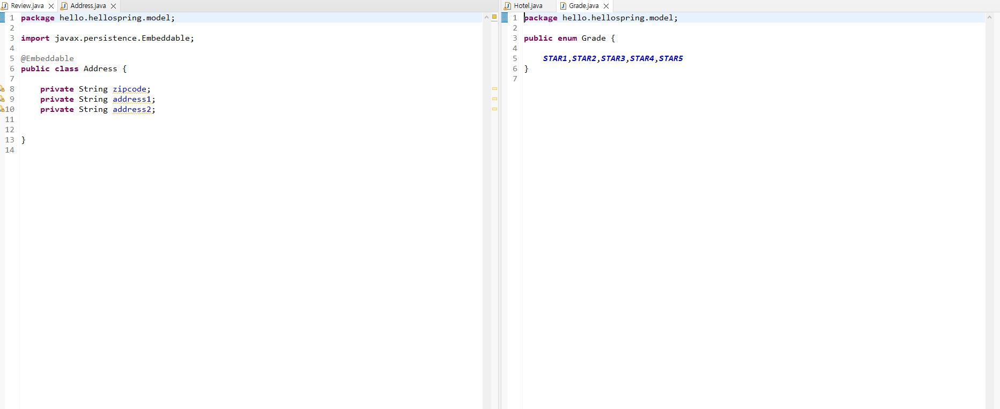 Review.java Address.java
1 package hello.hellospring.model;
2
3 import javax.persistence.Embeddable;
4
5 @Embeddable
6 public class Address {
7
8 private String zipcode;
9 private String address1;
10 private String address2;
11
12
13 }
14
Hotel.java Grade.java
1 package hello.hellospring.model;
2
3 public enum Grade {
4
5 STAR1,STAR2,STAR3,STAR4,STAR5
6 }
7